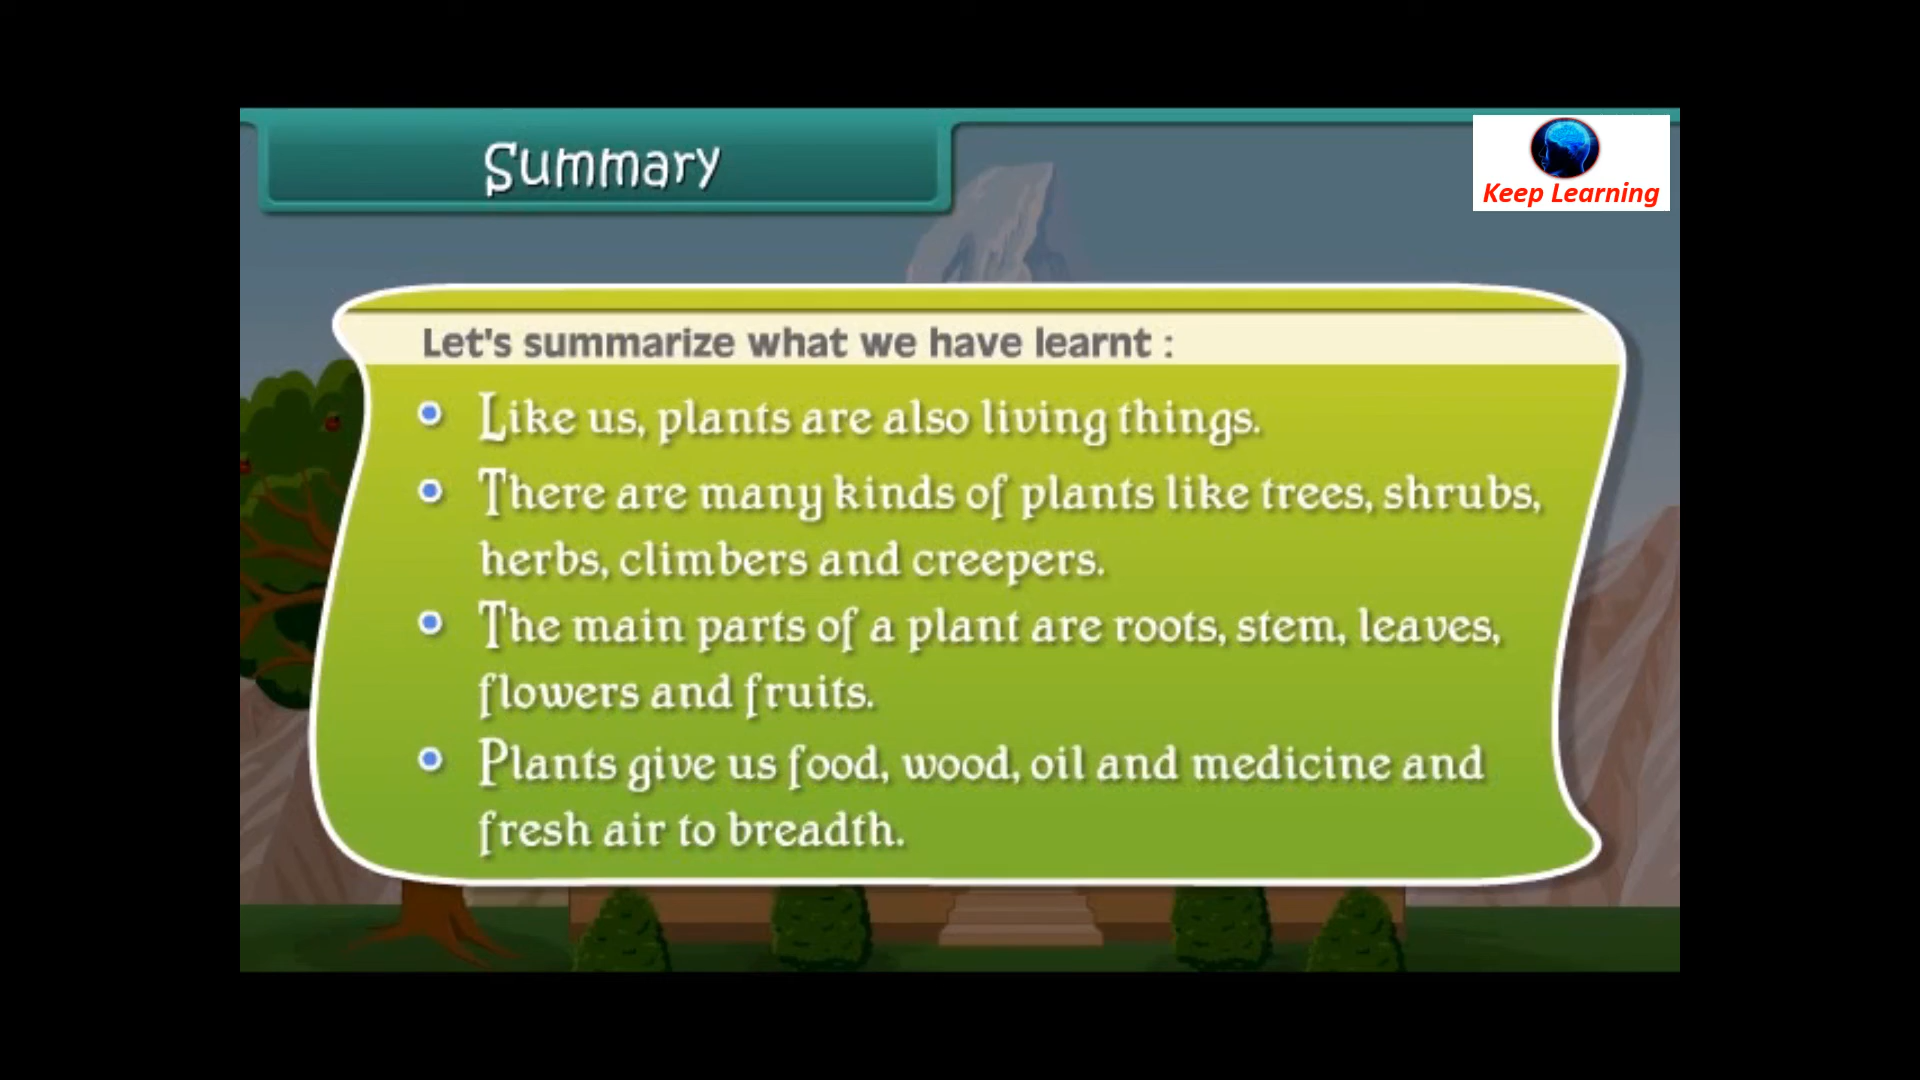 Summary
Keep Learning
Let's summarize what we have learnt :
Like us, plants are also living things.
There are many kinds of plants like trees, shrubs,
herbs, climbers and creepers.
The main parts of a plant are roots, stem, leaves,
flowers and fruits.
Plants give us food, wood, oil and medicine and
fresh air to breadth.